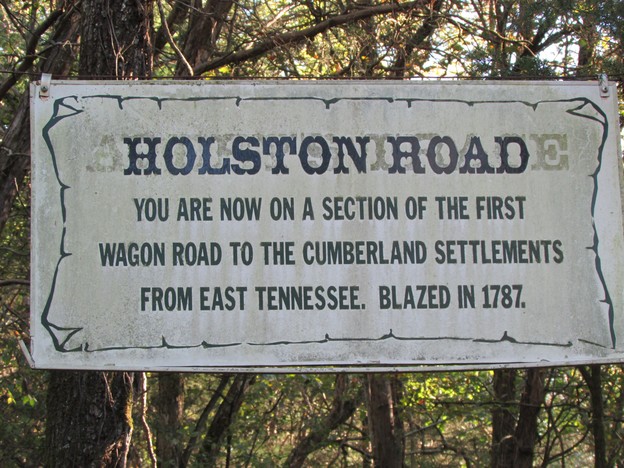 HOLSTON ROAD
YOU ARE NOW ON A SECTION OF THE FIRST
WAGON ROAD TO THE CUMBERLAND SETTLEMENTS
FROM EAST TENNESSEE. BLAZED IN 1787.